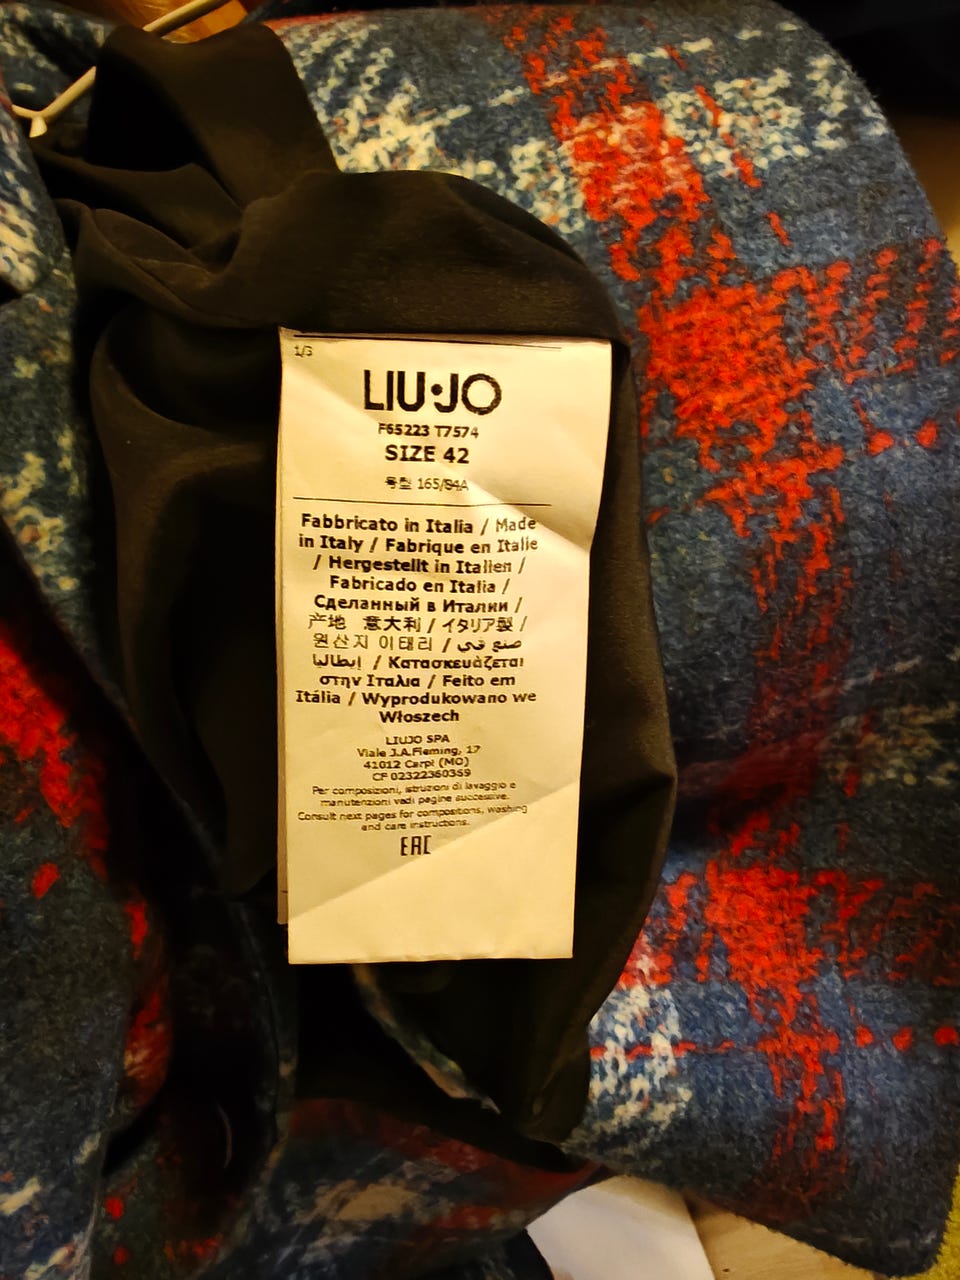 1/3
LIU·JO
F65223 T7574
SIZE 42
号型 165/84A
Fabbricato in Italia / Made
in Italy / Fabrique en Italie
/ Hergestellt in Italien /
Fabricado en Italia /
Сделанный в Италии /
产地 意大利 / イタリア製 /
원산지 이태리 / صنع في
إيطاليا / Κατασκευάζεται
στην Ιταλια / Feito em
Itália / Wyprodukowano we
Włoszech
LIUJO SPA
Viale J.A.Fleming, 17
41012 Carpi (MO)
CF 02322360369
Per composizioni, istruzioni di lavaggio e
manutenzioni vedi pagine successive.
Consult next pages for compositions, washing
and care instructions.
EAC